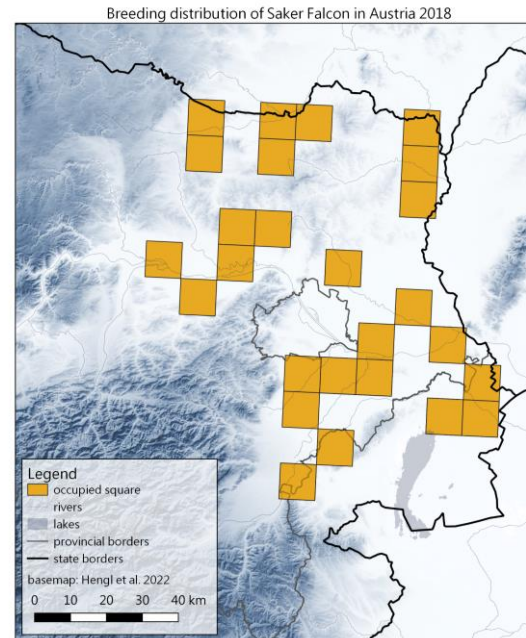 Breeding distribution of Saker Falcon in Austria 2018
Legend
occupied square
rivers
lakes
provincial borders
state borders
basemap: Hengl et al. 2022
0 10 20 30 40 km